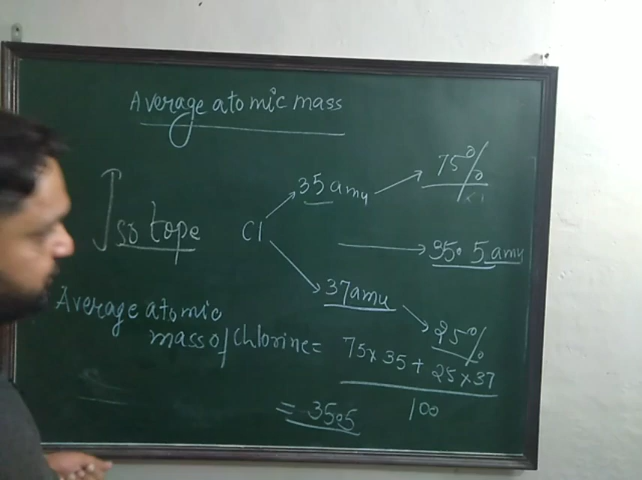 Average atomic mass
75%
35 amu
Isotope
Cl
35.5 amu
37 amu
25%
Average atomic
mass of Chlorine = 75×35 + 25×37
100
= 35.5